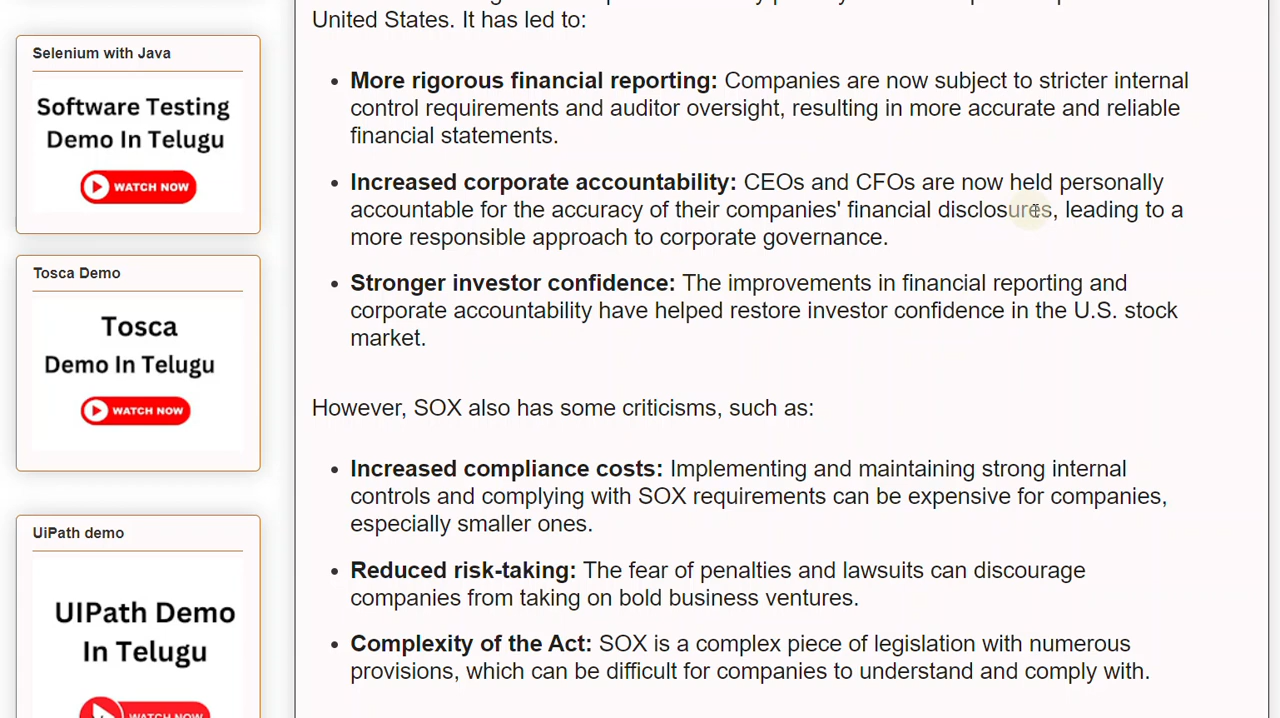 United States. It has led to:
• More rigorous financial reporting: Companies are now subject to stricter internal
control requirements and auditor oversight, resulting in more accurate and reliable
financial statements.
• Increased corporate accountability: CEOs and CFOs are now held personally
accountable for the accuracy of their companies' financial disclosures, leading to a
more responsible approach to corporate governance.
• Stronger investor confidence: The improvements in financial reporting and
corporate accountability have helped restore investor confidence in the U.S. stock
market.
However, SOX also has some criticisms, such as:
• Increased compliance costs: Implementing and maintaining strong internal
controls and complying with SOX requirements can be expensive for companies,
especially smaller ones.
• Reduced risk-taking: The fear of penalties and lawsuits can discourage
companies from taking on bold business ventures.
• Complexity of the Act: SOX is a complex piece of legislation with numerous
provisions, which can be difficult for companies to understand and comply with.
Selenium with Java
Software Testing
Demo In Telugu
WATCH NOW
Tosca Demo
Tosca
Demo In Telugu
WATCH NOW
UiPath demo
UIPath Demo
In Telugu
WATCH NOW